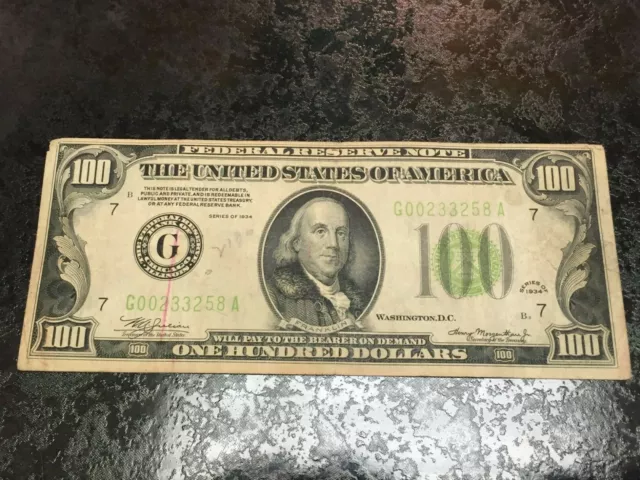 FEDERAL RESERVE NOTE
100
THE UNITED STATES OF AMERICA
100
THIS NOTE IS LEGAL TENDER FOR ALL DEBTS,
PUBLIC AND PRIVATE, AND IS REDEEMABLE IN
LAWFUL MONEY AT THE UNITED STATES TREASURY,
OR AT ANY FEDERAL RESERVE BANK.
B
7
SERIES OF 1934
G00233258 A
7
G
100
SERIES OF
1934
7
G00233258 A
WASHINGTON, D.C.
B
7
FRANKLIN
100
WILL PAY TO THE BEARER ON DEMAND
100
100
ONE HUNDRED DOLLARS
100